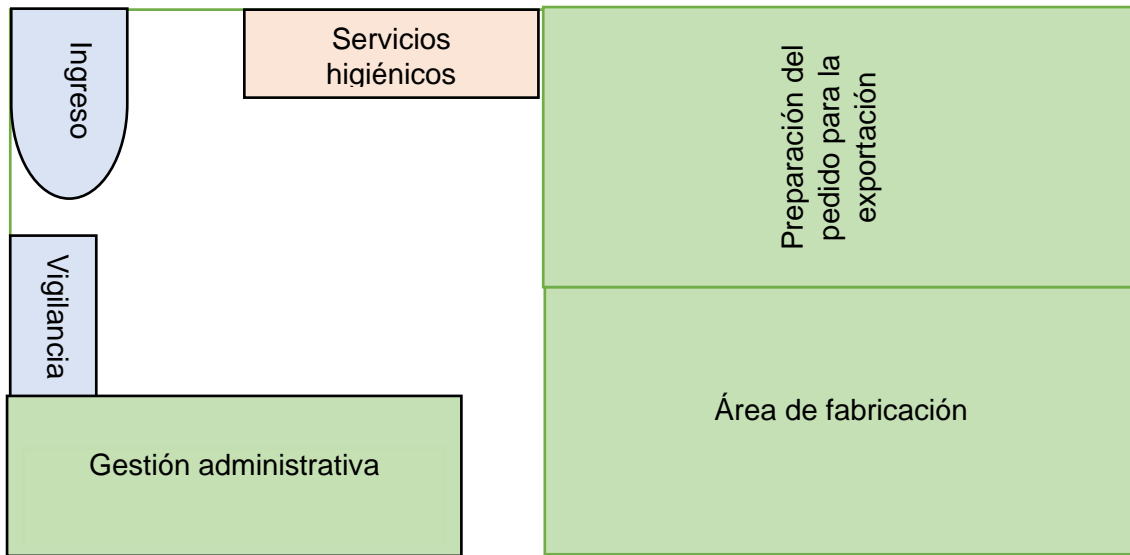 Ingreso
Servicios
higiénicos
Preparación del
pedido para la
exportación
Vigilancia
Área de fabricación
Gestión administrativa